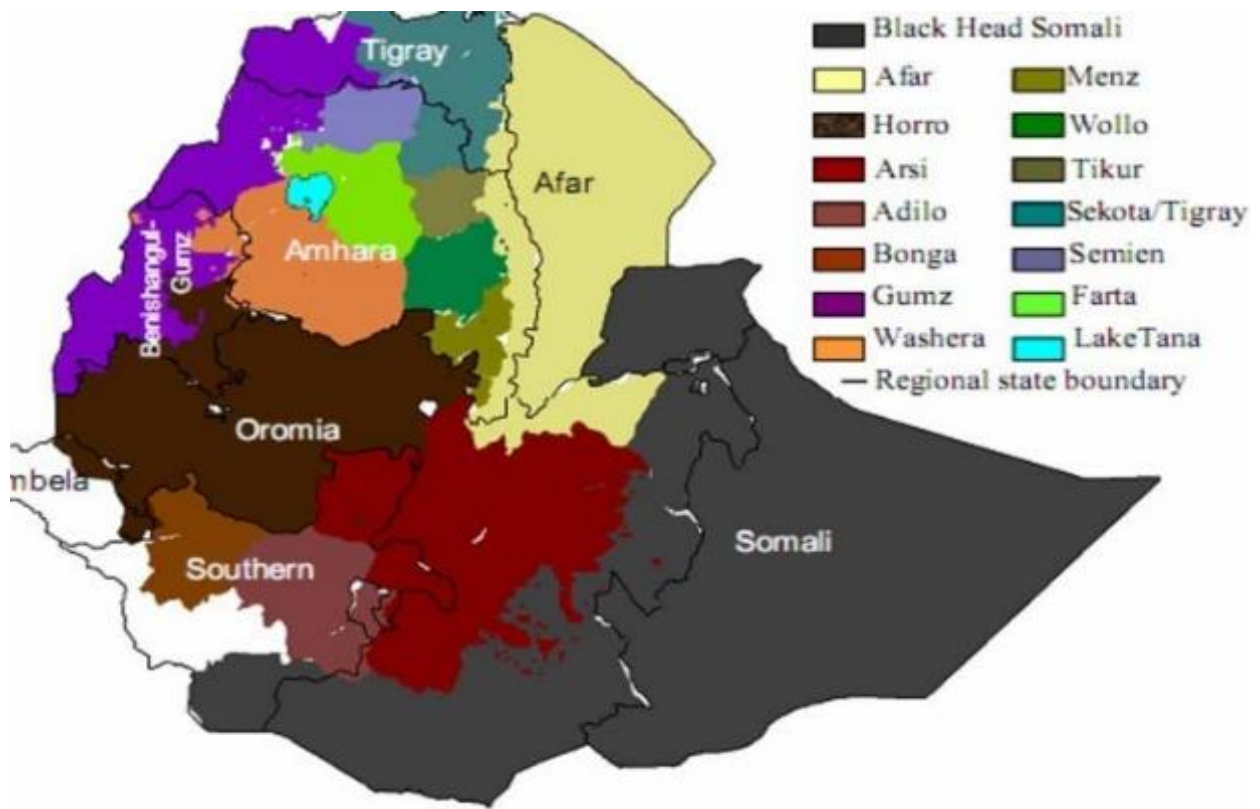 Tigray
Afar
Amhara
Benishangul-
Gumz
Oromia
mbela
Southern
Somali
Black Head Somali
Afar
Menz
Horro
Wollo
Arsi
Tikur
Adilo
Sekota/Tigray
Bonga
Semien
Gumz
Farta
Washera
LakeTana
Regional state boundary